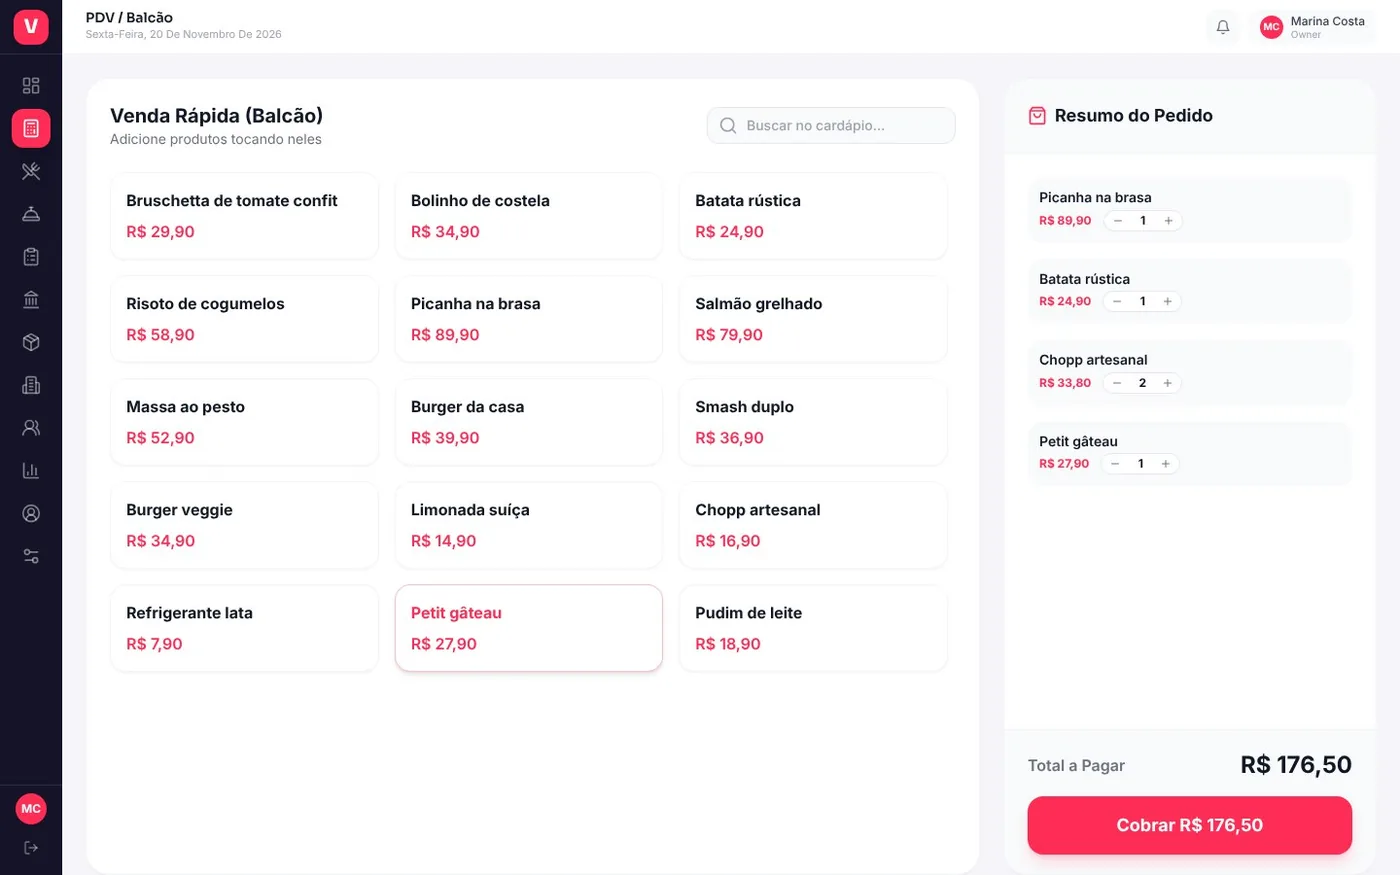 V
PDV / Balcão
Sexta-Feira, 20 De Novembro De 2026
MC
Marina Costa
Owner
Venda Rápida (Balcão)
Adicione produtos tocando neles
Buscar no cardápio...
Bruschetta de tomate confit
R$ 29,90
Bolinho de costela
R$ 34,90
Batata rústica
R$ 24,90
Risoto de cogumelos
R$ 58,90
Picanha na brasa
R$ 89,90
Salmão grelhado
R$ 79,90
Massa ao pesto
R$ 52,90
Burger da casa
R$ 39,90
Smash duplo
R$ 36,90
Burger veggie
R$ 34,90
Limonada suíça
R$ 14,90
Chopp artesanal
R$ 16,90
Refrigerante lata
R$ 7,90
Petit gâteau
R$ 27,90
Pudim de leite
R$ 18,90
Resumo do Pedido
Picanha na brasa
R$ 89,90 − 1 +
Batata rústica
R$ 24,90 − 1 +
Chopp artesanal
R$ 33,80 − 2 +
Petit gâteau
R$ 27,90 − 1 +
Total a Pagar R$ 176,50
Cobrar R$ 176,50
MC